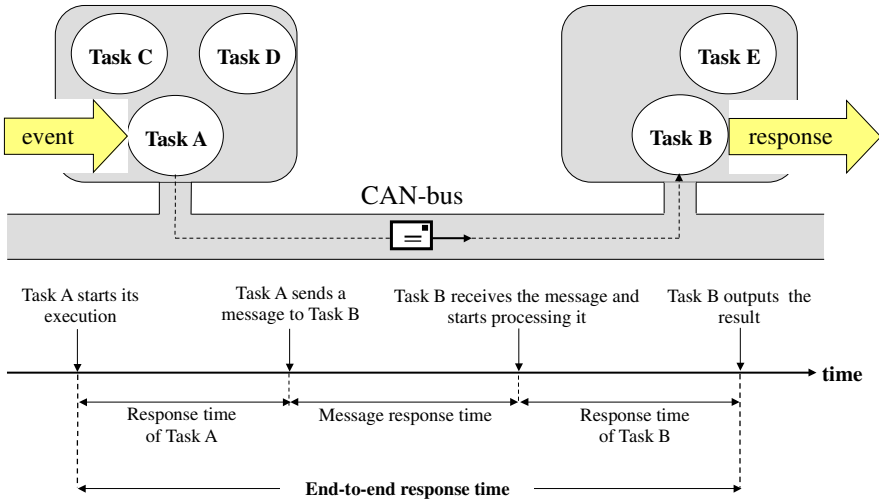 Task C
Task D
Task E
event
Task A
Task B
response
CAN-bus
Task A starts its
execution
Task A sends a
message to Task B
Task B receives the message and
starts processing it
Task B outputs the
result
time
Response time
of Task A
Message response time
Response time
of Task B
End-to-end response time